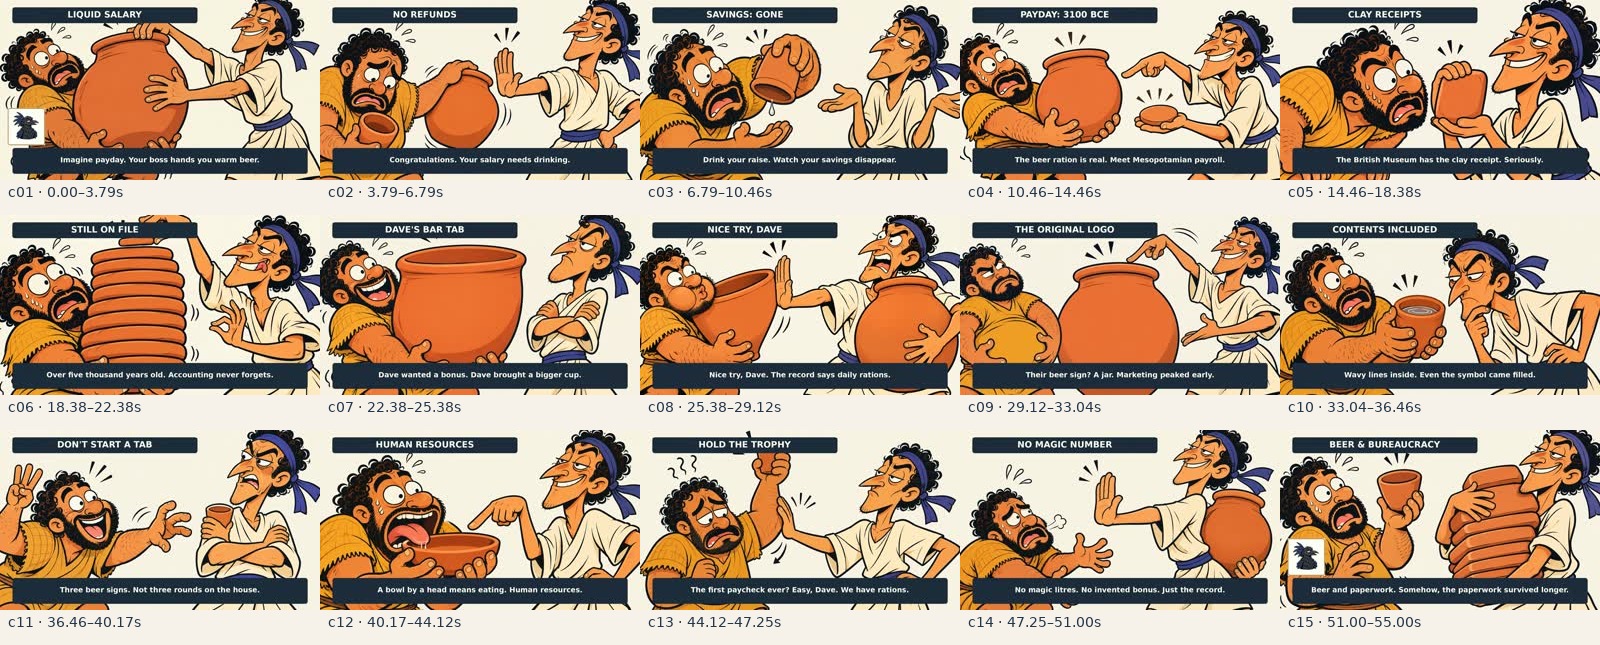 LIQUID SALARY
Imagine payday. Your boss hands you warm beer.
c01 · 0.00–3.79s
NO REFUNDS
Congratulations. Your salary needs drinking.
c02 · 3.79–6.79s
SAVINGS: GONE
Drink your raise. Watch your savings disappear.
c03 · 6.79–10.46s
PAYDAY: 3100 BCE
The beer ration is real. Meet Mesopotamian payroll.
c04 · 10.46–14.46s
CLAY RECEIPTS
The British Museum has the clay receipt. Seriously.
c05 · 14.46–18.38s
STILL ON FILE
Over five thousand years old. Accounting never forgets.
c06 · 18.38–22.38s
DAVE'S BAR TAB
Dave wanted a bonus. Dave brought a bigger cup.
c07 · 22.38–25.38s
NICE TRY, DAVE
Nice try, Dave. The record says daily rations.
c08 · 25.38–29.12s
THE ORIGINAL LOGO
Their beer sign? A jar. Marketing peaked early.
c09 · 29.12–33.04s
CONTENTS INCLUDED
Wavy lines inside. Even the symbol came filled.
c10 · 33.04–36.46s
DON'T START A TAB
Three beer signs. Not three rounds on the house.
c11 · 36.46–40.17s
HUMAN RESOURCES
A bowl by a head means eating. Human resources.
c12 · 40.17–44.12s
HOLD THE TROPHY
The first paycheck ever? Easy, Dave. We have rations.
c13 · 44.12–47.25s
NO MAGIC NUMBER
No magic litres. No invented bonus. Just the record.
c14 · 47.25–51.00s
BEER & BUREAUCRACY
Beer and paperwork. Somehow, the paperwork survived longer.
c15 · 51.00–55.00s